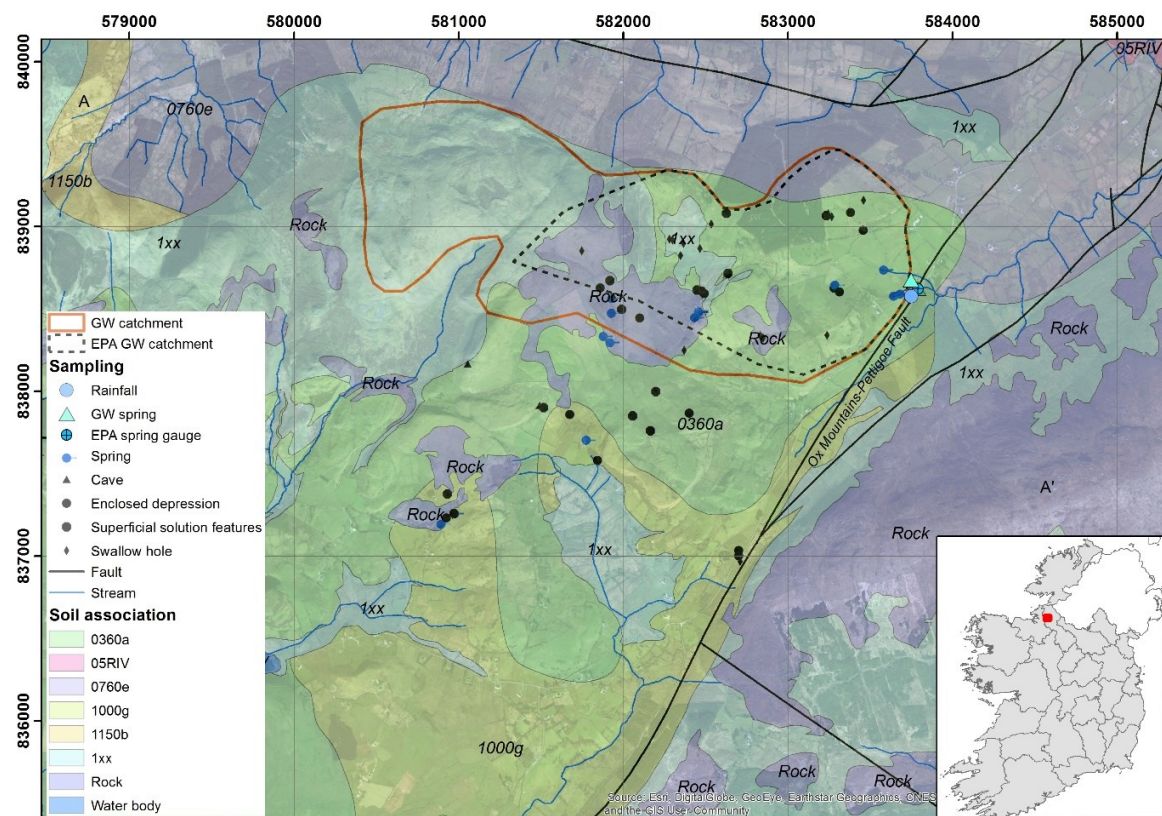 579000 580000 581000 582000 583000 584000 585000
840000
05RIV
A
0760e
1xx
1150b
839000
Rock
1xx
1xx
Rock
Rock
Rock
1xx
838000
Rock
0360a
Ox Mountains-Pettigoe Fault
A'
Rock
Rock
Rock
837000
1xx
1xx
836000
1000g
Rock
Rock
Rock
GW catchment
EPA GW catchment
Sampling
Rainfall
GW spring
EPA spring gauge
Spring
Cave
Enclosed depression
Superficial solution features
Swallow hole
Fault
Stream
Soil association
0360a
05RIV
0760e
1000g
1150b
1xx
Rock
Water body
Source: Esri, DigitalGlobe, GeoEye, Earthstar Geographics, CNES
and the GIS User Community